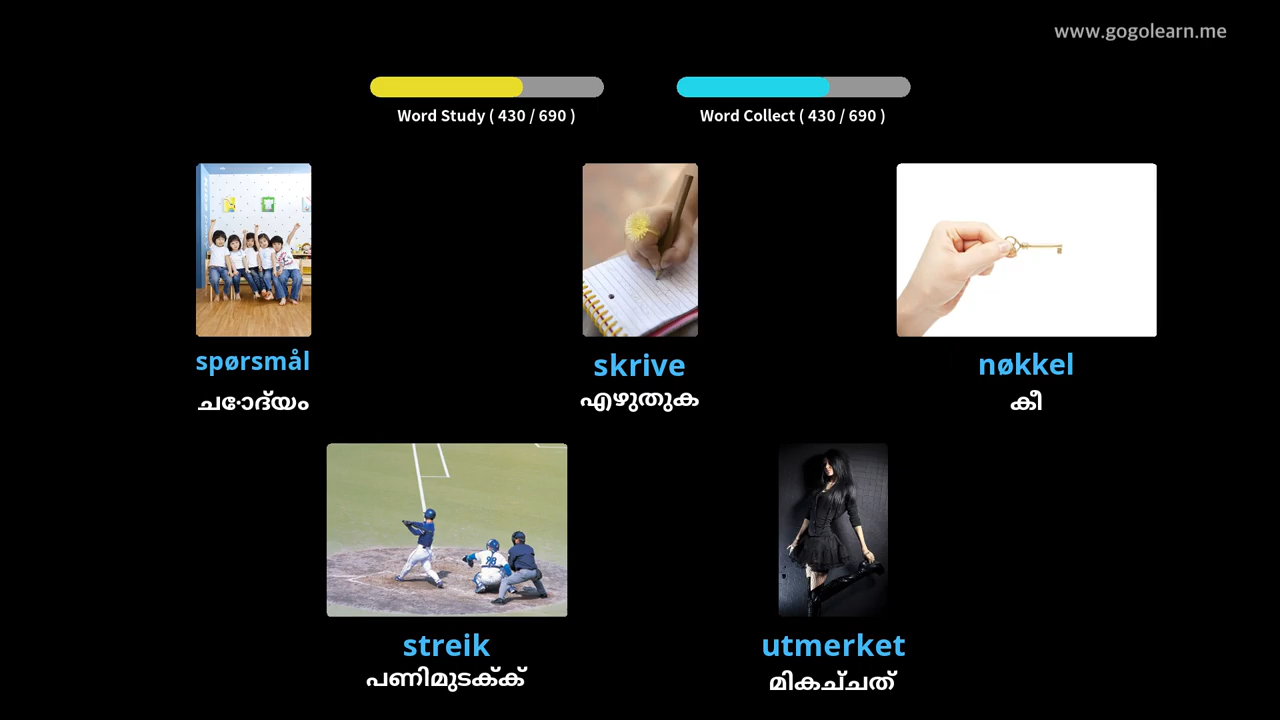 www.gogolearn.me
Word Study ( 430 / 690 )
Word Collect ( 430 / 690 )
spørsmål
skrive
nøkkel
ചോദ്യം
എഴുതുക
കീ
streik
utmerket
പണിമുടക്ക്
മികച്ചത്